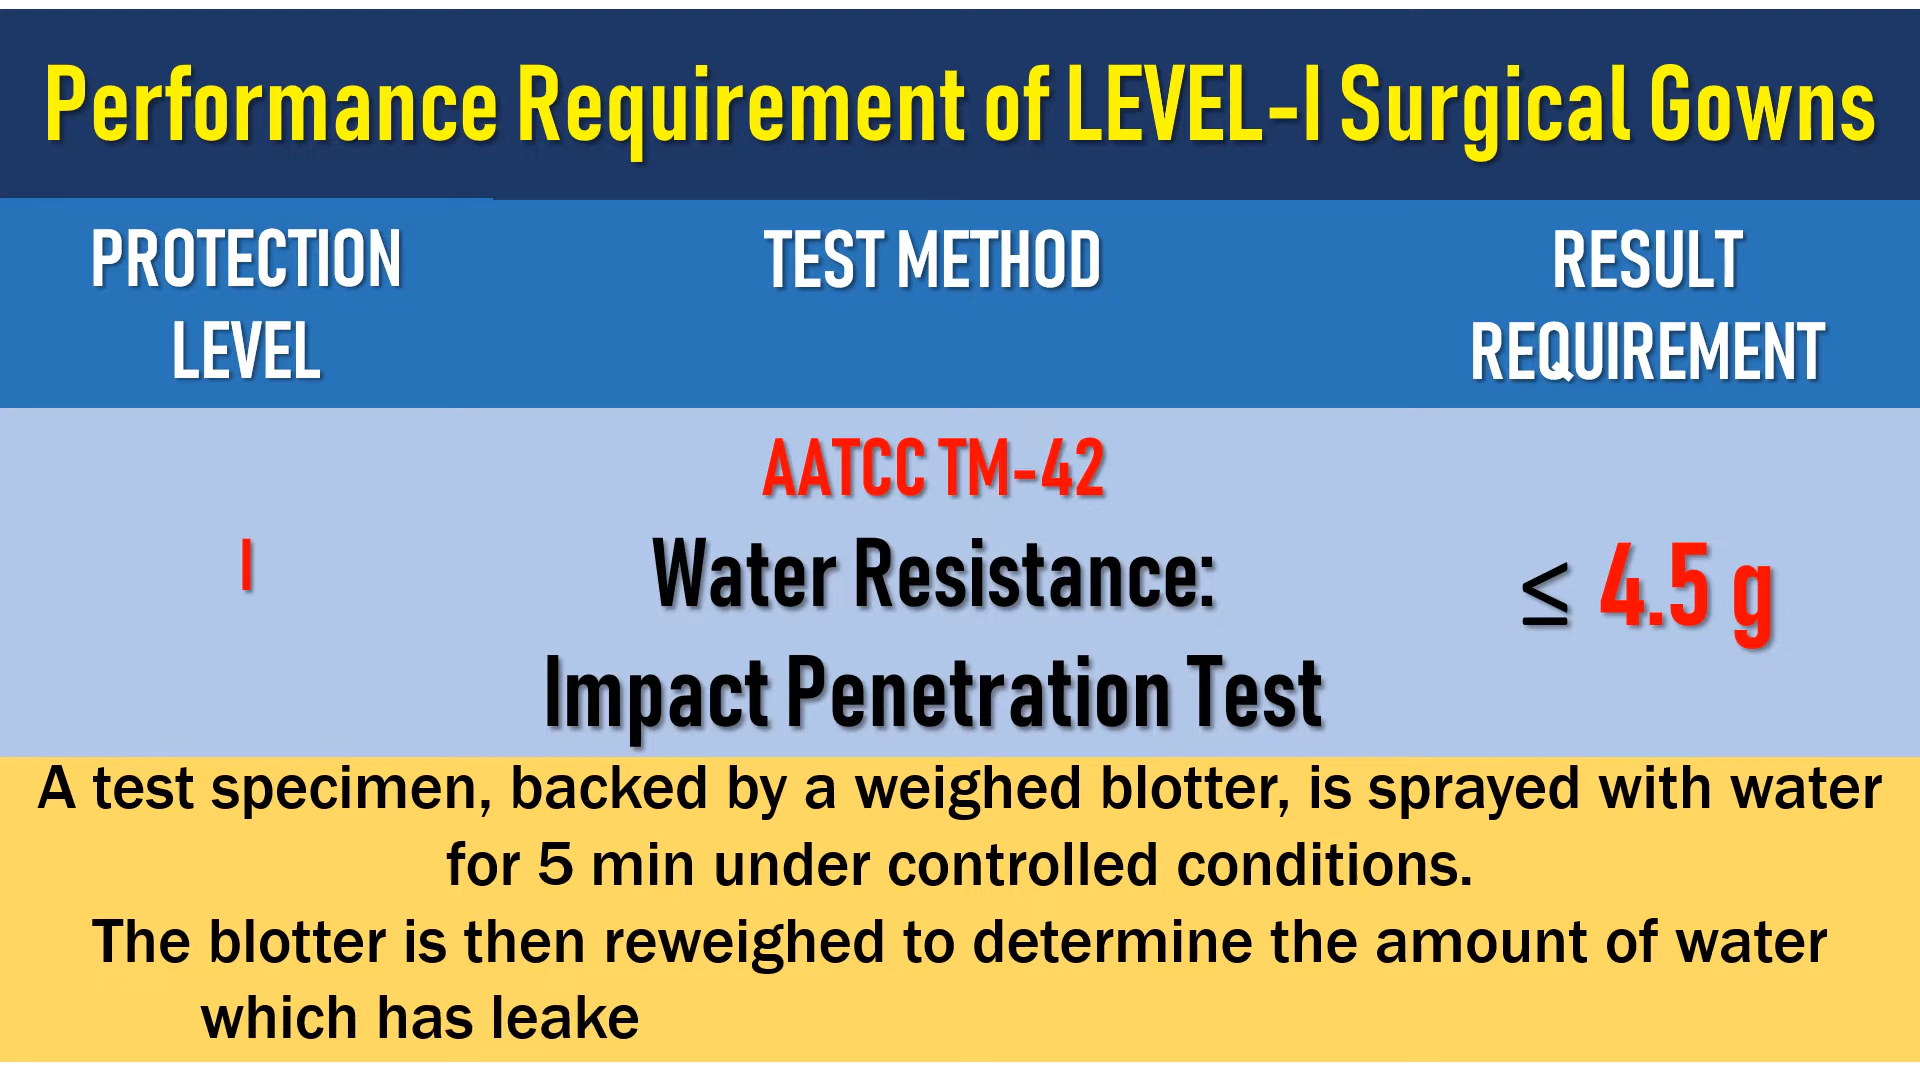 Performance Requirement of LEVEL-I Surgical Gowns
PROTECTION
LEVEL
TEST METHOD
RESULT
REQUIREMENT
I
AATCC TM-42
Water Resistance:
Impact Penetration Test
≤ 4.5 g
A test specimen, backed by a weighed blotter, is sprayed with water
for 5 min under controlled conditions.
The blotter is then reweighed to determine the amount of water
which has leake